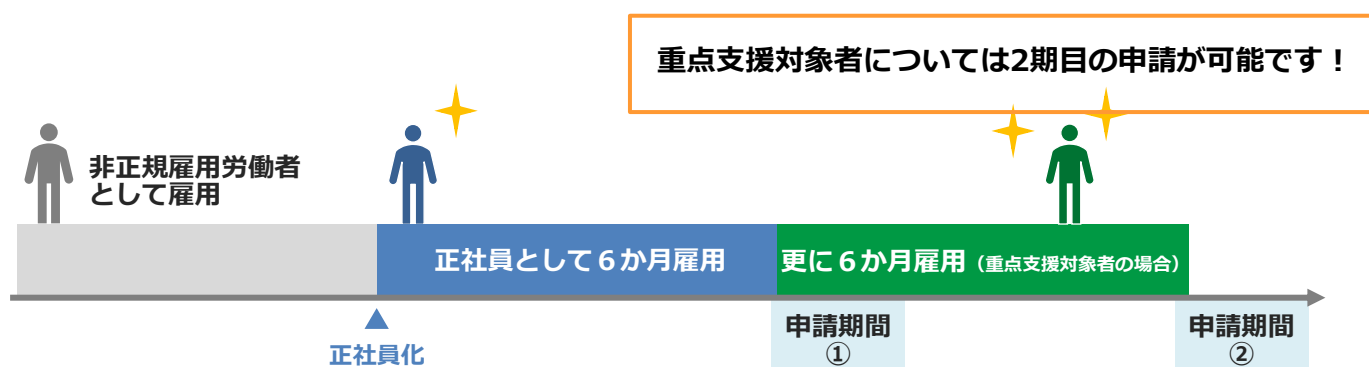 重点支援対象者については2期目の申請が可能です！
非正規雇用労働者
として雇用
正社員として６か月雇用
更に６か月雇用（重点支援対象者の場合）
正社員化
申請期間
①
申請期間
②